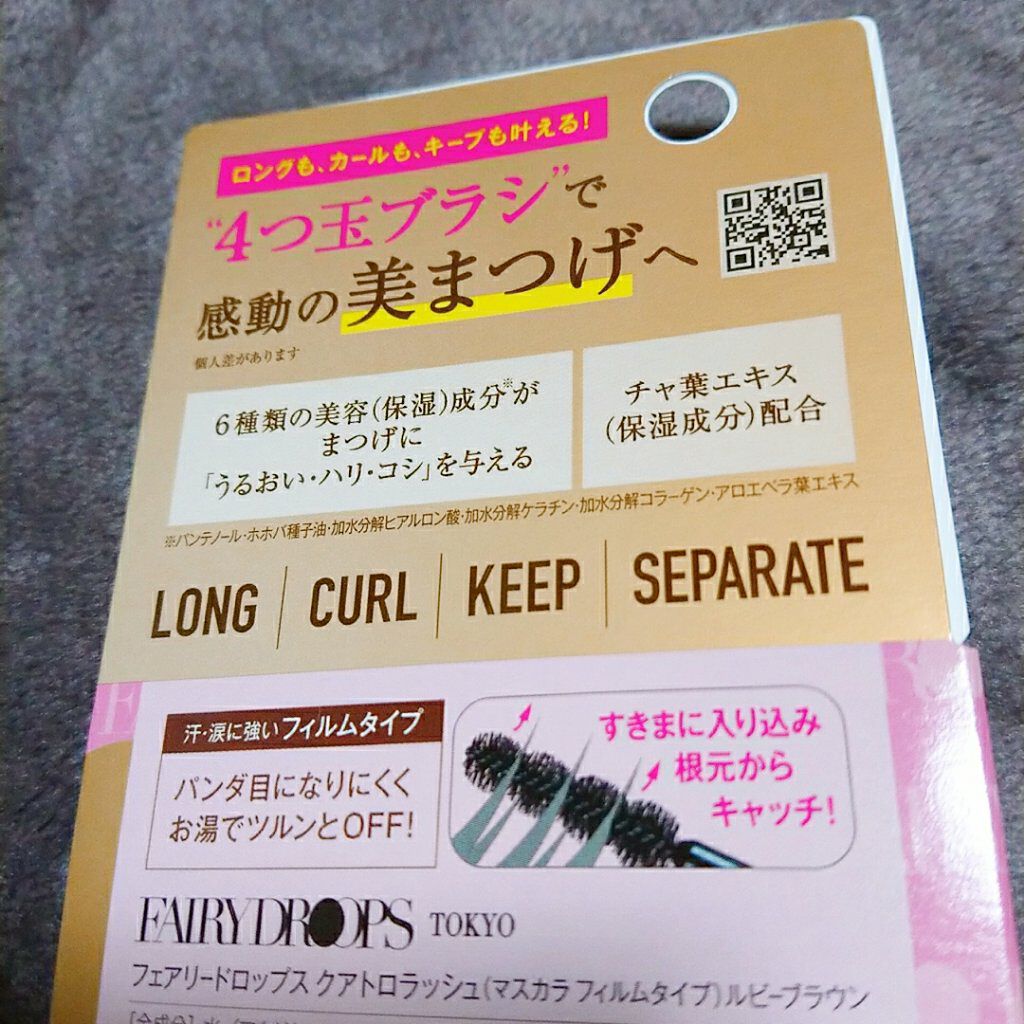 ロングも、カールも、キープも叶える!
“4つ玉ブラシ”で
感動の美まつげへ
個人差があります
6種類の美容(保湿)成分※が
まつげに
「うるおい・ハリ・コシ」を与える
チャ葉エキス
(保湿成分)配合
※パンテノール・ホホバ種子油・加水分解ヒアルロン酸・加水分解ケラチン・加水分解コラーゲン・アロエベラ葉エキス
LONG CURL KEEP SEPARATE
汗・涙に強いフィルムタイプ
パンダ目になりにくく
お湯でツルンとOFF!
すきまに入り込み
根元から
キャッチ!
FAIRYDROPS TOKYO
フェアリードロップス クアトロラッシュ(マスカラ フィルムタイプ)ルビーブラウン